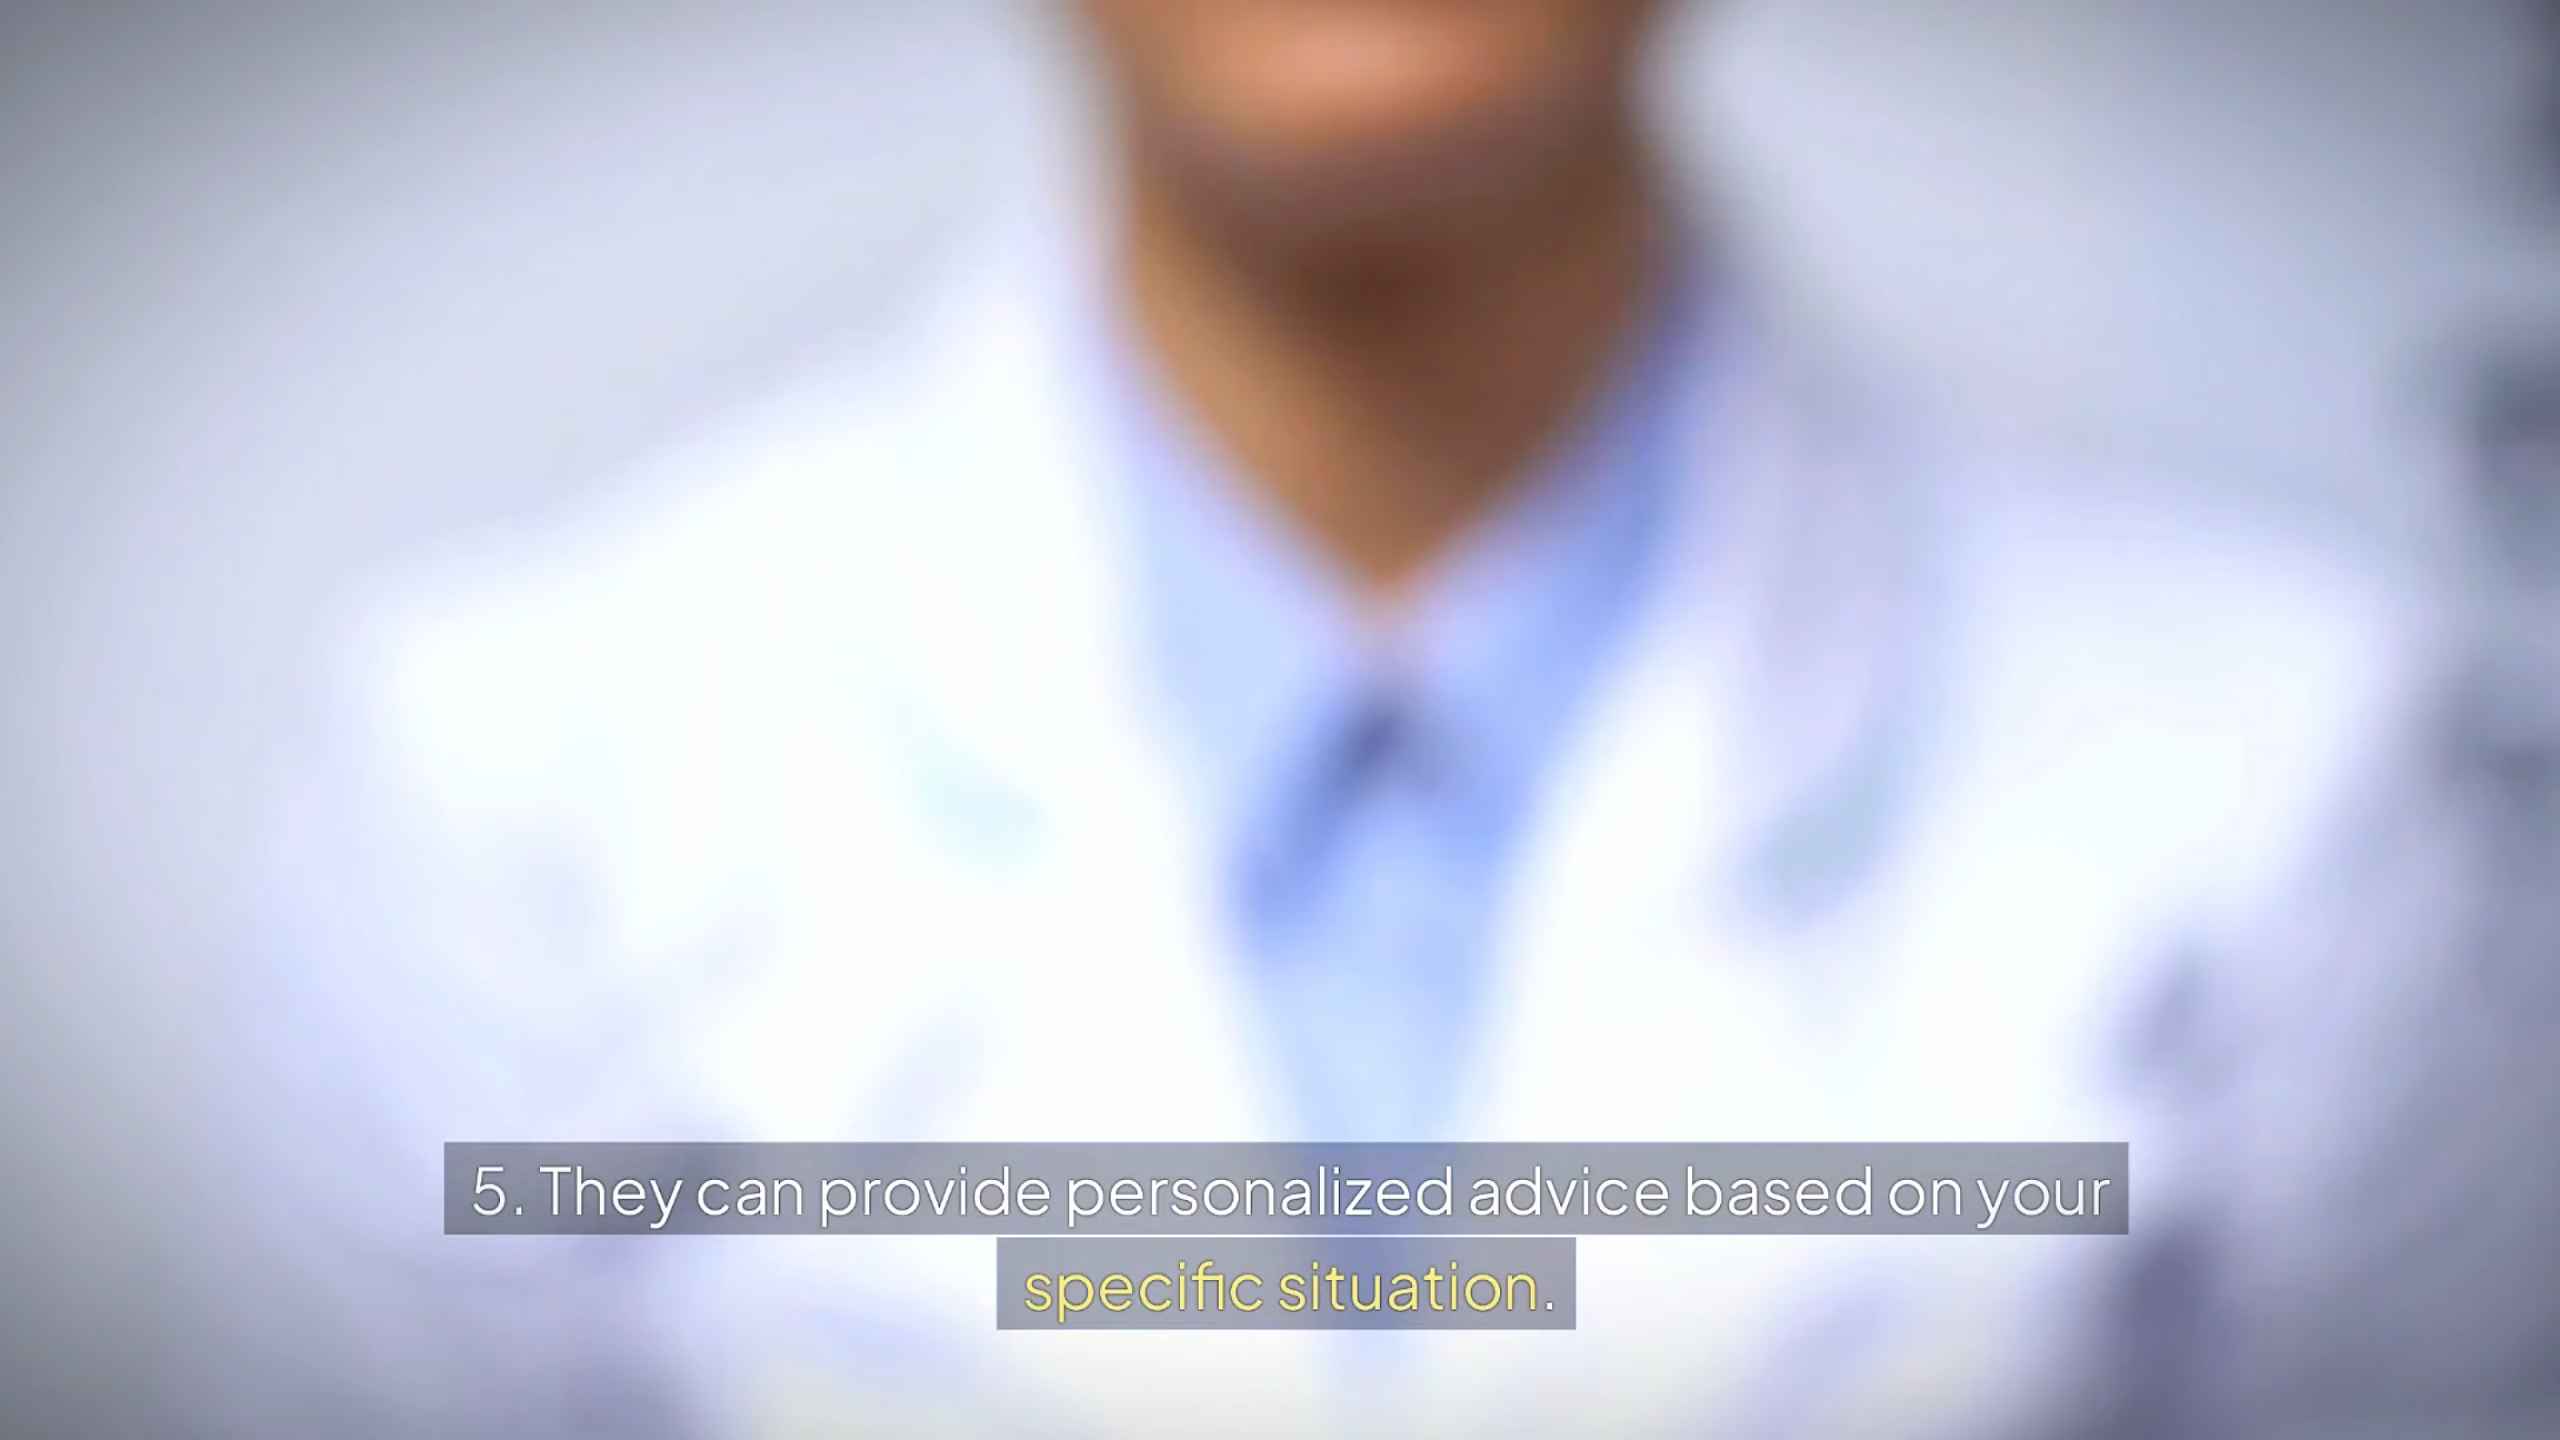 5. They can provide personalized advice based on your
specific situation.